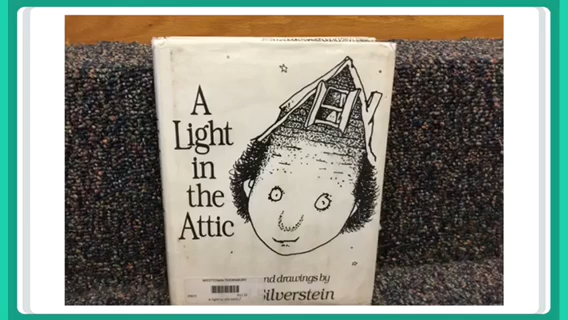 A
Light
in
the
Attic
nd drawings by
Silverstein